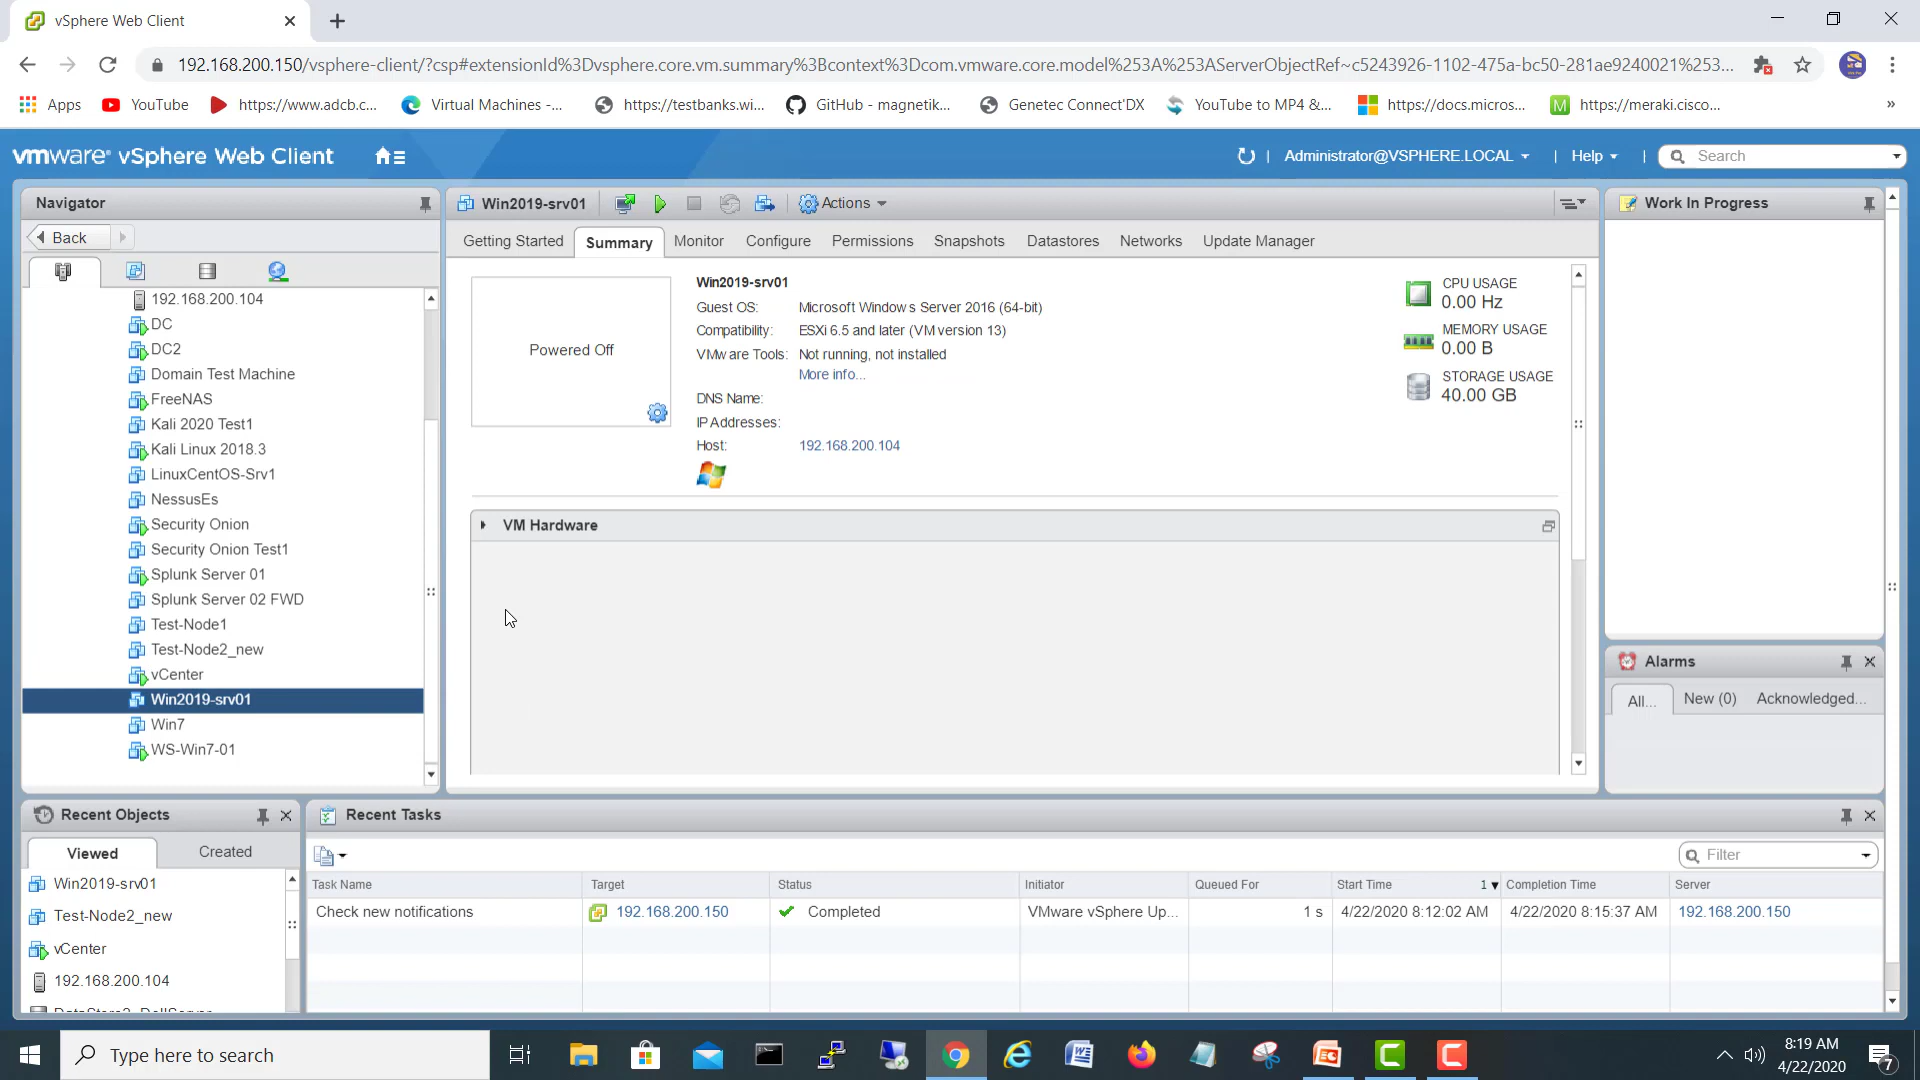 vSphere Web Client
192.168.200.150/vsphere-client/?csp#extensionId%3Dvsphere.core.vm.summary%3Bcontext%3Dcom.vmware.core.model%253A%253AServerObjectRef~c5243926-1102-475a-bc50-281ae9240021%253...
Apps YouTube https://www.adcb.c... Virtual Machines -... https://testbanks.wi... GitHub - magnetik... Genetec Connect'DX YouTube to MP4 &... https://docs.micros... https://meraki.cisco... »
vmware® vSphere Web Client
Administrator@VSPHERE.LOCAL | Help | Search
Navigator
Back
192.168.200.104
DC
DC2
Domain Test Machine
FreeNAS
Kali 2020 Test1
Kali Linux 2018.3
LinuxCentOS-Srv1
NessusEs
Security Onion
Security Onion Test1
Splunk Server 01
Splunk Server 02 FWD
Test-Node1
Test-Node2_new
vCenter
Win2019-srv01
Win7
WS-Win7-01
Win2019-srv01 Actions
Getting Started Summary Monitor Configure Permissions Snapshots Datastores Networks Update Manager
Powered Off
Win2019-srv01
Guest OS: Microsoft Windows Server 2016 (64-bit)
Compatibility: ESXi 6.5 and later (VM version 13)
VMware Tools: Not running, not installed
More info...
DNS Name:
IP Addresses:
Host: 192.168.200.104
CPU USAGE
0.00 Hz
MEMORY USAGE
0.00 B
STORAGE USAGE
40.00 GB
VM Hardware
Work In Progress
Alarms
All... New (0) Acknowledged...
Recent Objects
Viewed Created
Win2019-srv01
Test-Node2_new
vCenter
192.168.200.104
DataStore2_DellServer
Recent Tasks
Filter
Task Name Target Status Initiator Queued For Start Time 1 Completion Time Server
Check new notifications 192.168.200.150 Completed VMware vSphere Up... 1 s 4/22/2020 8:12:02 AM 4/22/2020 8:15:37 AM 192.168.200.150
Type here to search
8:19 AM
4/22/2020
7